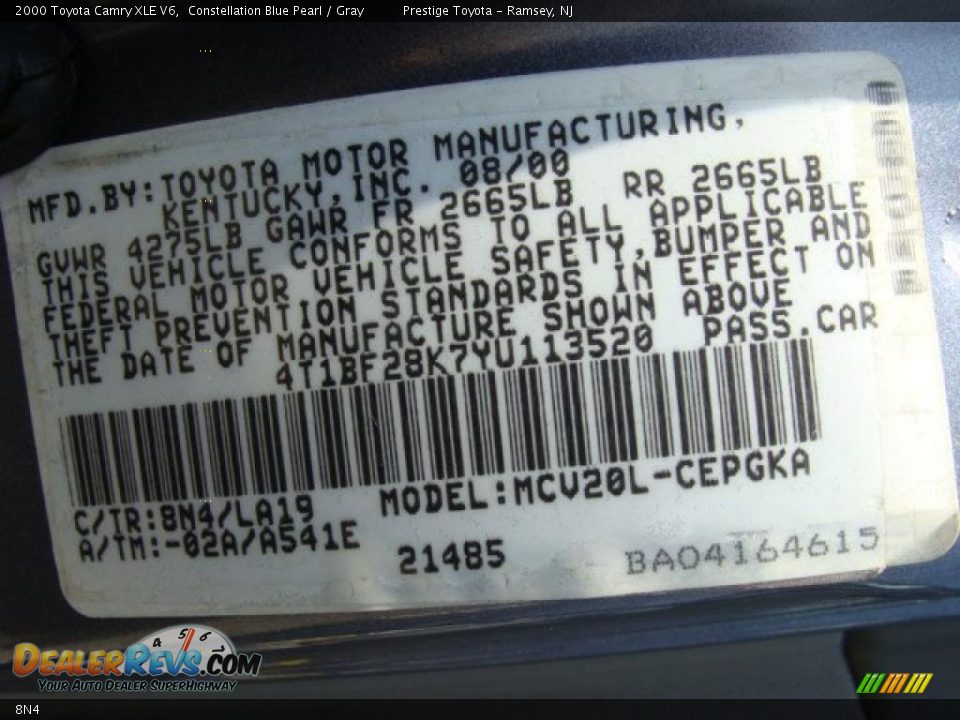 2000 Toyota Camry XLE V6, Constellation Blue Pearl / Gray Prestige Toyota - Ramsey, NJ
MFD.BY:TOYOTA MOTOR MANUFACTURING,
KENTUCKY,INC. 08/00
GVWR 4275LB GAWR FR 2665LB RR 2665LB
THIS VEHICLE CONFORMS TO ALL APPLICABLE
FEDERAL MOTOR VEHICLE SAFETY,BUMPER AND
THEFT PREVENTION STANDARDS IN EFFECT ON
THE DATE OF MANUFACTURE SHOWN ABOVE
4T1BF28K7YU113520 PASS.CAR
C/TR:8N4/LA19 MODEL:MCV20L-CEPGKA
A/TM:-02A/A541E
21485 BA04164615
4 5 6
DEALERREVS.COM
YOUR AUTO DEALER SUPERHIGHWAY
8N4